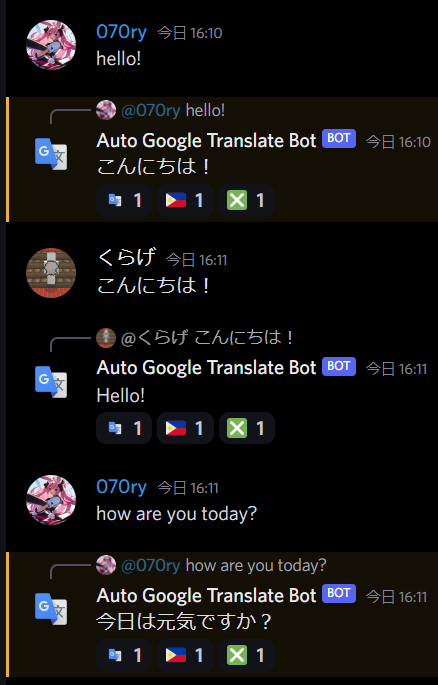 070ry 今日 16:10
hello!
@070ry hello!
Auto Google Translate Bot BOT 今日 16:10
こんにちは！
1 1 1
くらげ 今日 16:11
こんにちは！
@くらげ こんにちは！
Auto Google Translate Bot BOT 今日 16:11
Hello!
1 1 1
070ry 今日 16:11
how are you today?
@070ry how are you today?
Auto Google Translate Bot BOT 今日 16:11
今日は元気ですか？
1 1 1